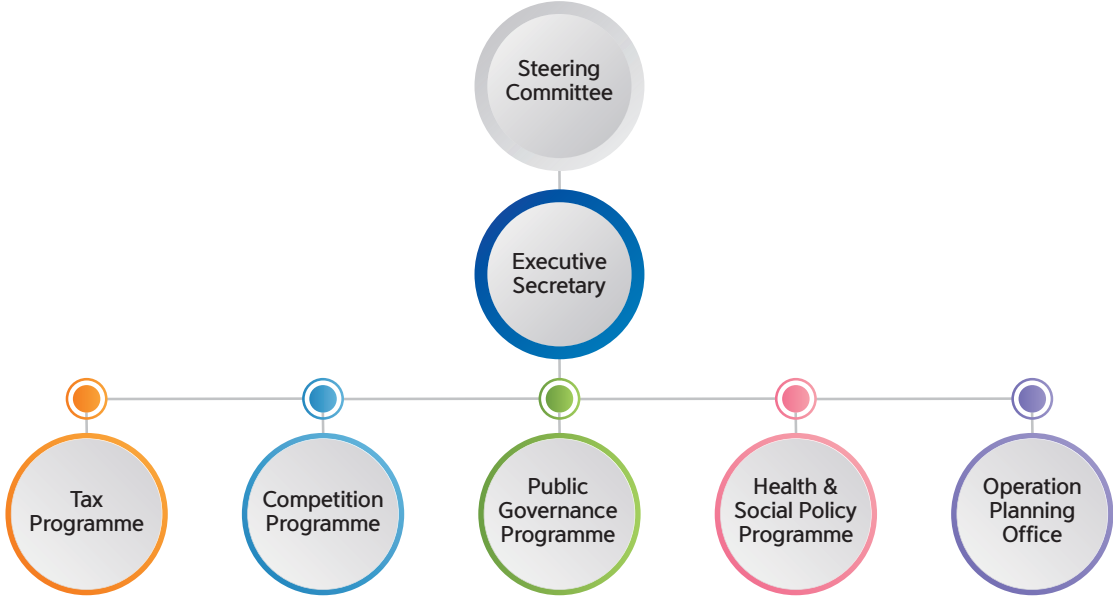 Steering
Committee
Executive
Secretary
Tax
Programme
Competition
Programme
Public
Governance
Programme
Health &
Social Policy
Programme
Operation
Planning
Office